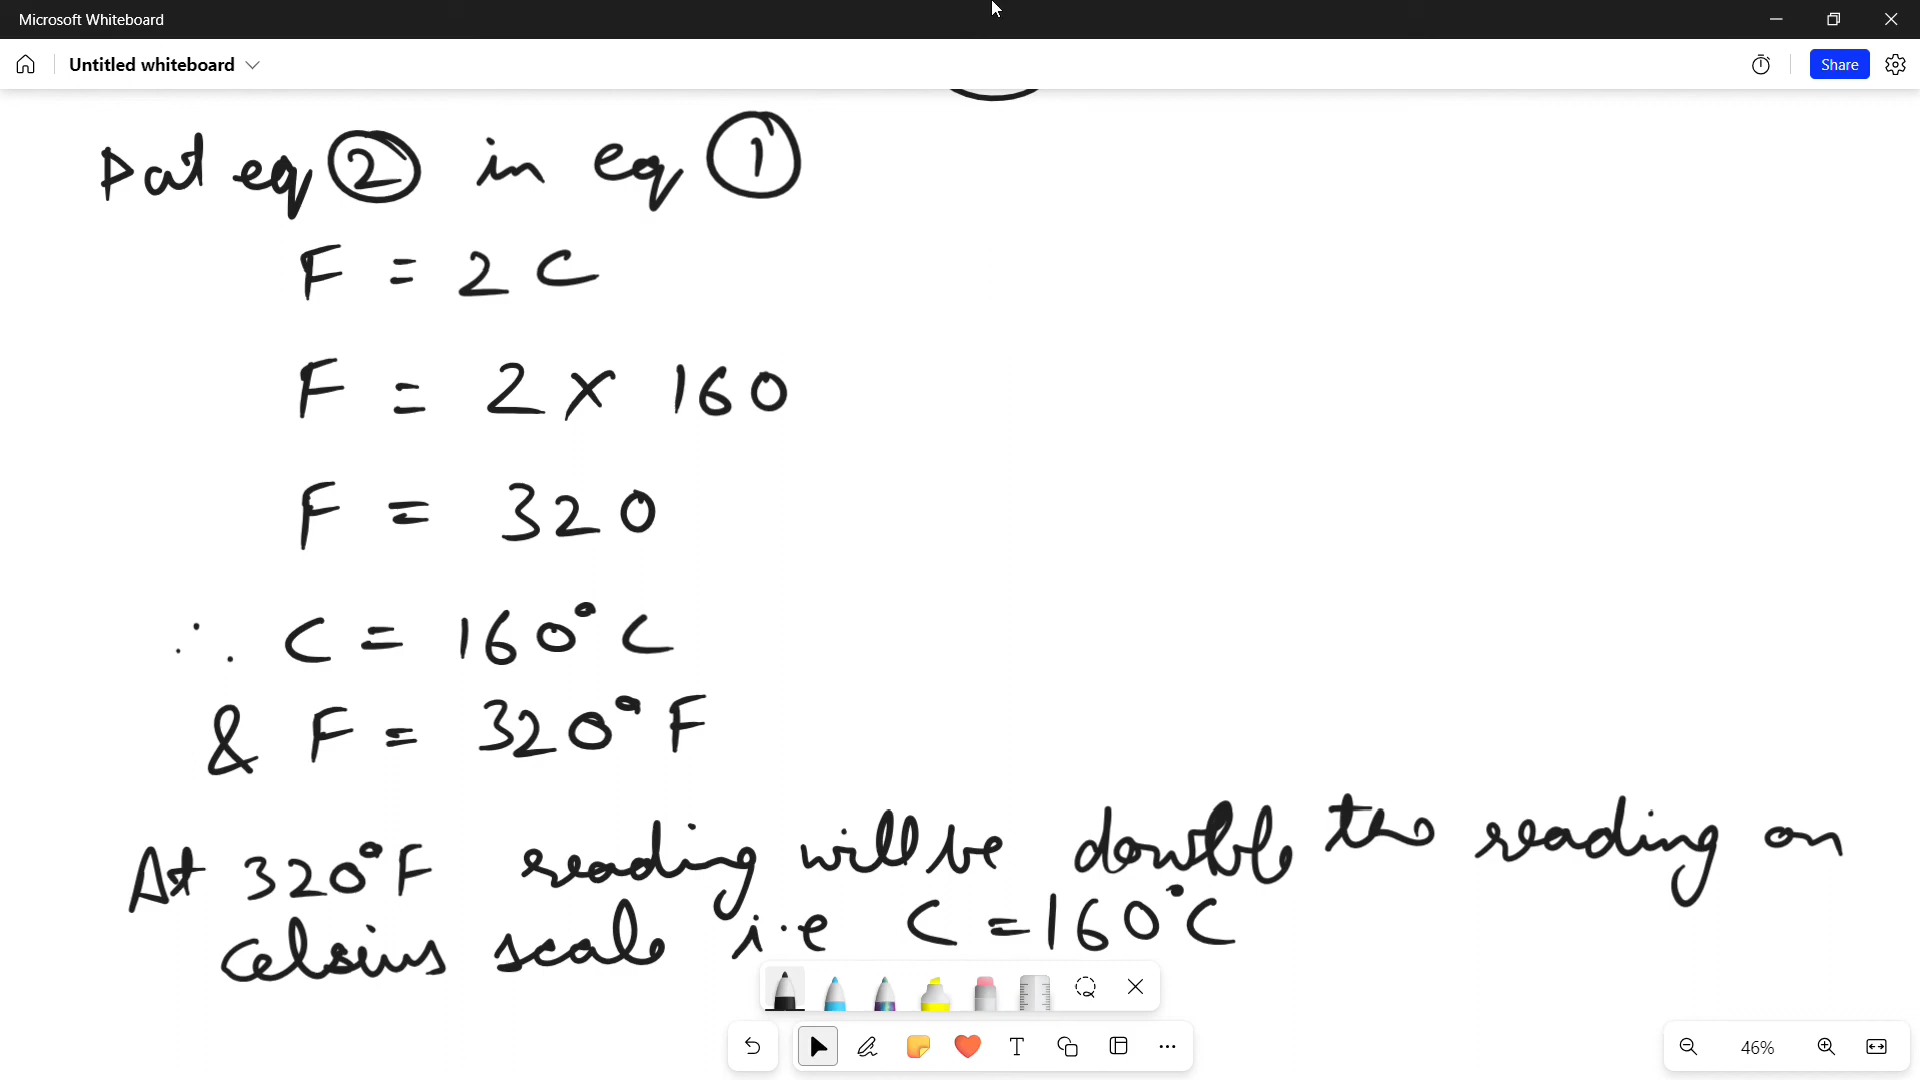 Microsoft Whiteboard
Untitled whiteboard
Share
Put eq ② in eq ①
F = 2 C
F = 2 × 160
F = 320
∴ C = 160° C
& F = 320° F
At 320°F reading will be double the reading on
celsius scale i.e C = 160°C
46%